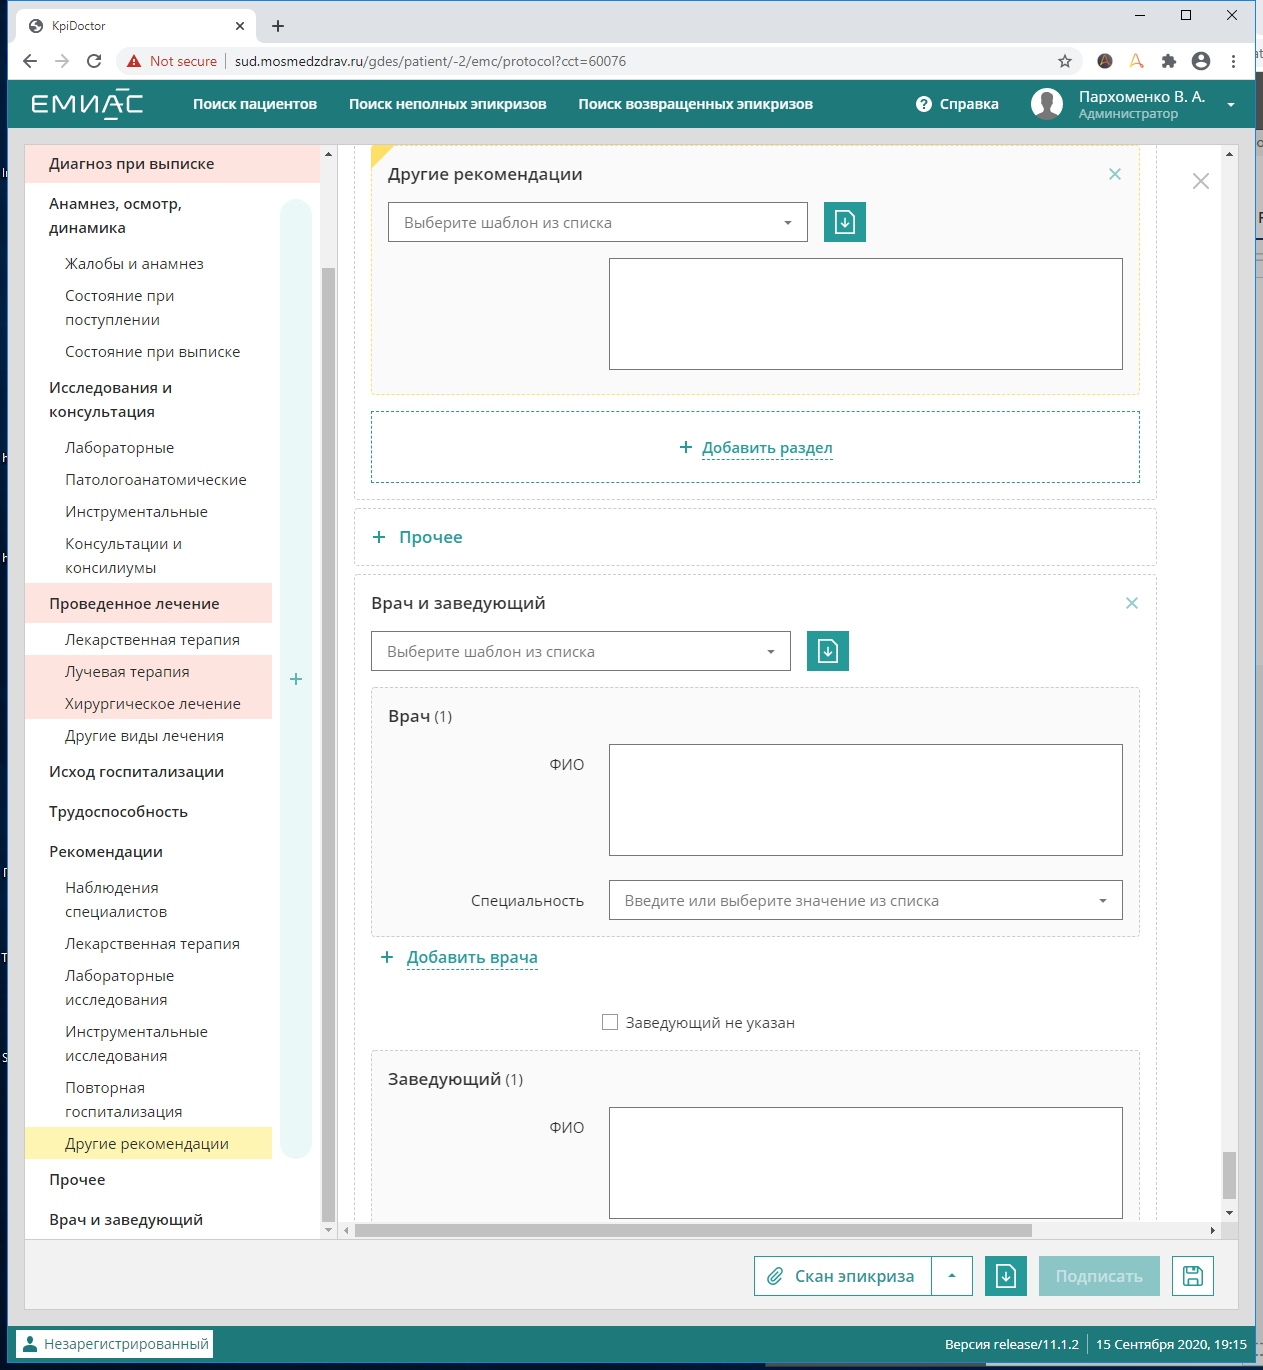 KpiDoctor
Not secure
sud.mosmedzdrav.ru/gdes/patient/-2/emc/protocol?cct=60076
ЕМИАС
Поиск пациентов
Поиск неполных эпикризов
Поиск возвращенных эпикризов
Справка
Пархоменко В. А.
Администратор
Диагноз при выписке
Анамнез, осмотр,
динамика
Жалобы и анамнез
Состояние при
поступлении
Состояние при выписке
Исследования и
консультация
Лабораторные
Патологоанатомические
Инструментальные
Консультации и
консилиумы
Проведенное лечение
Лекарственная терапия
Лучевая терапия
Хирургическое лечение
Другие виды лечения
Исход госпитализации
Трудоспособность
Рекомендации
Наблюдения
специалистов
Лекарственная терапия
Лабораторные
исследования
Инструментальные
исследования
Повторная
госпитализация
Другие рекомендации
Прочее
Врач и заведующий
Другие рекомендации
Выберите шаблон из списка
+ Добавить раздел
+ Прочее
Врач и заведующий
Выберите шаблон из списка
Врач (1)
ФИО
Специальность
Введите или выберите значение из списка
+ Добавить врача
Заведующий не указан
Заведующий (1)
ФИО
Скан эпикриза
Подписать
Незарегистрированный
Версия release/11.1.2
15 Сентября 2020, 19:15